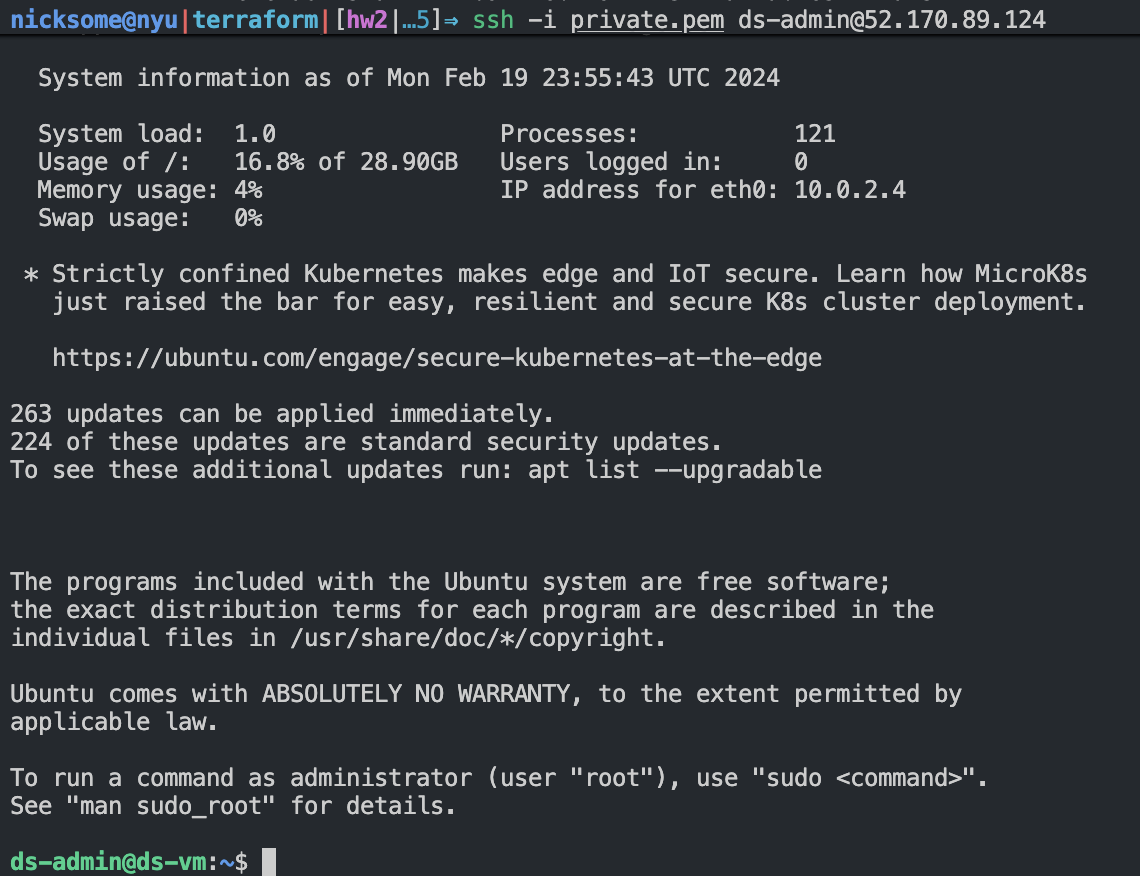 nicksome@nyu|terraform|[hw2|…5]⇒ ssh -i private.pem ds-admin@52.170.89.124
System information as of Mon Feb 19 23:55:43 UTC 2024
System load:  1.0                Processes:           121
Usage of /:   16.8% of 28.90GB   Users logged in:     0
Memory usage: 4%                 IP address for eth0: 10.0.2.4
Swap usage:   0%
* Strictly confined Kubernetes makes edge and IoT secure. Learn how MicroK8s
just raised the bar for easy, resilient and secure K8s cluster deployment.
https://ubuntu.com/engage/secure-kubernetes-at-the-edge
263 updates can be applied immediately.
224 of these updates are standard security updates.
To see these additional updates run: apt list --upgradable
The programs included with the Ubuntu system are free software;
the exact distribution terms for each program are described in the
individual files in /usr/share/doc/*/copyright.
Ubuntu comes with ABSOLUTELY NO WARRANTY, to the extent permitted by
applicable law.
To run a command as administrator (user "root"), use "sudo <command>".
See "man sudo_root" for details.
ds-admin@ds-vm:~$